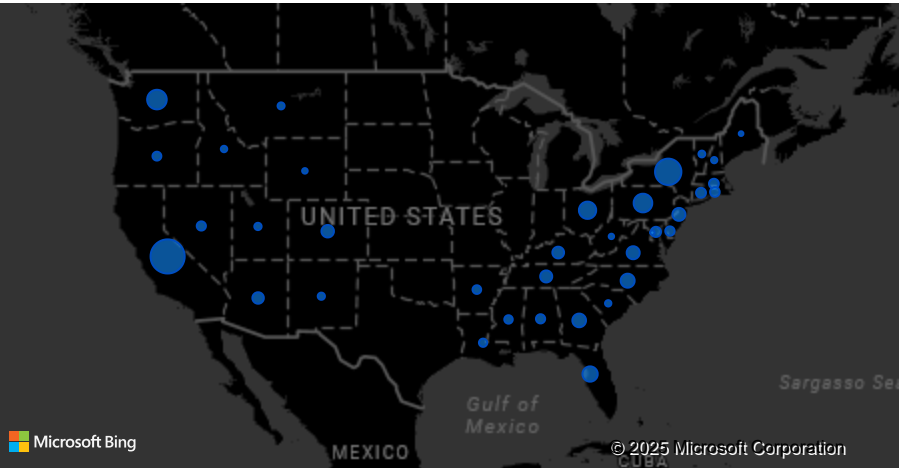 UNITED STATES
Sargasso Sea
Gulf of
Mexico
Microsoft Bing
© 2025 Microsoft Corporation
MEXICO
CUBA